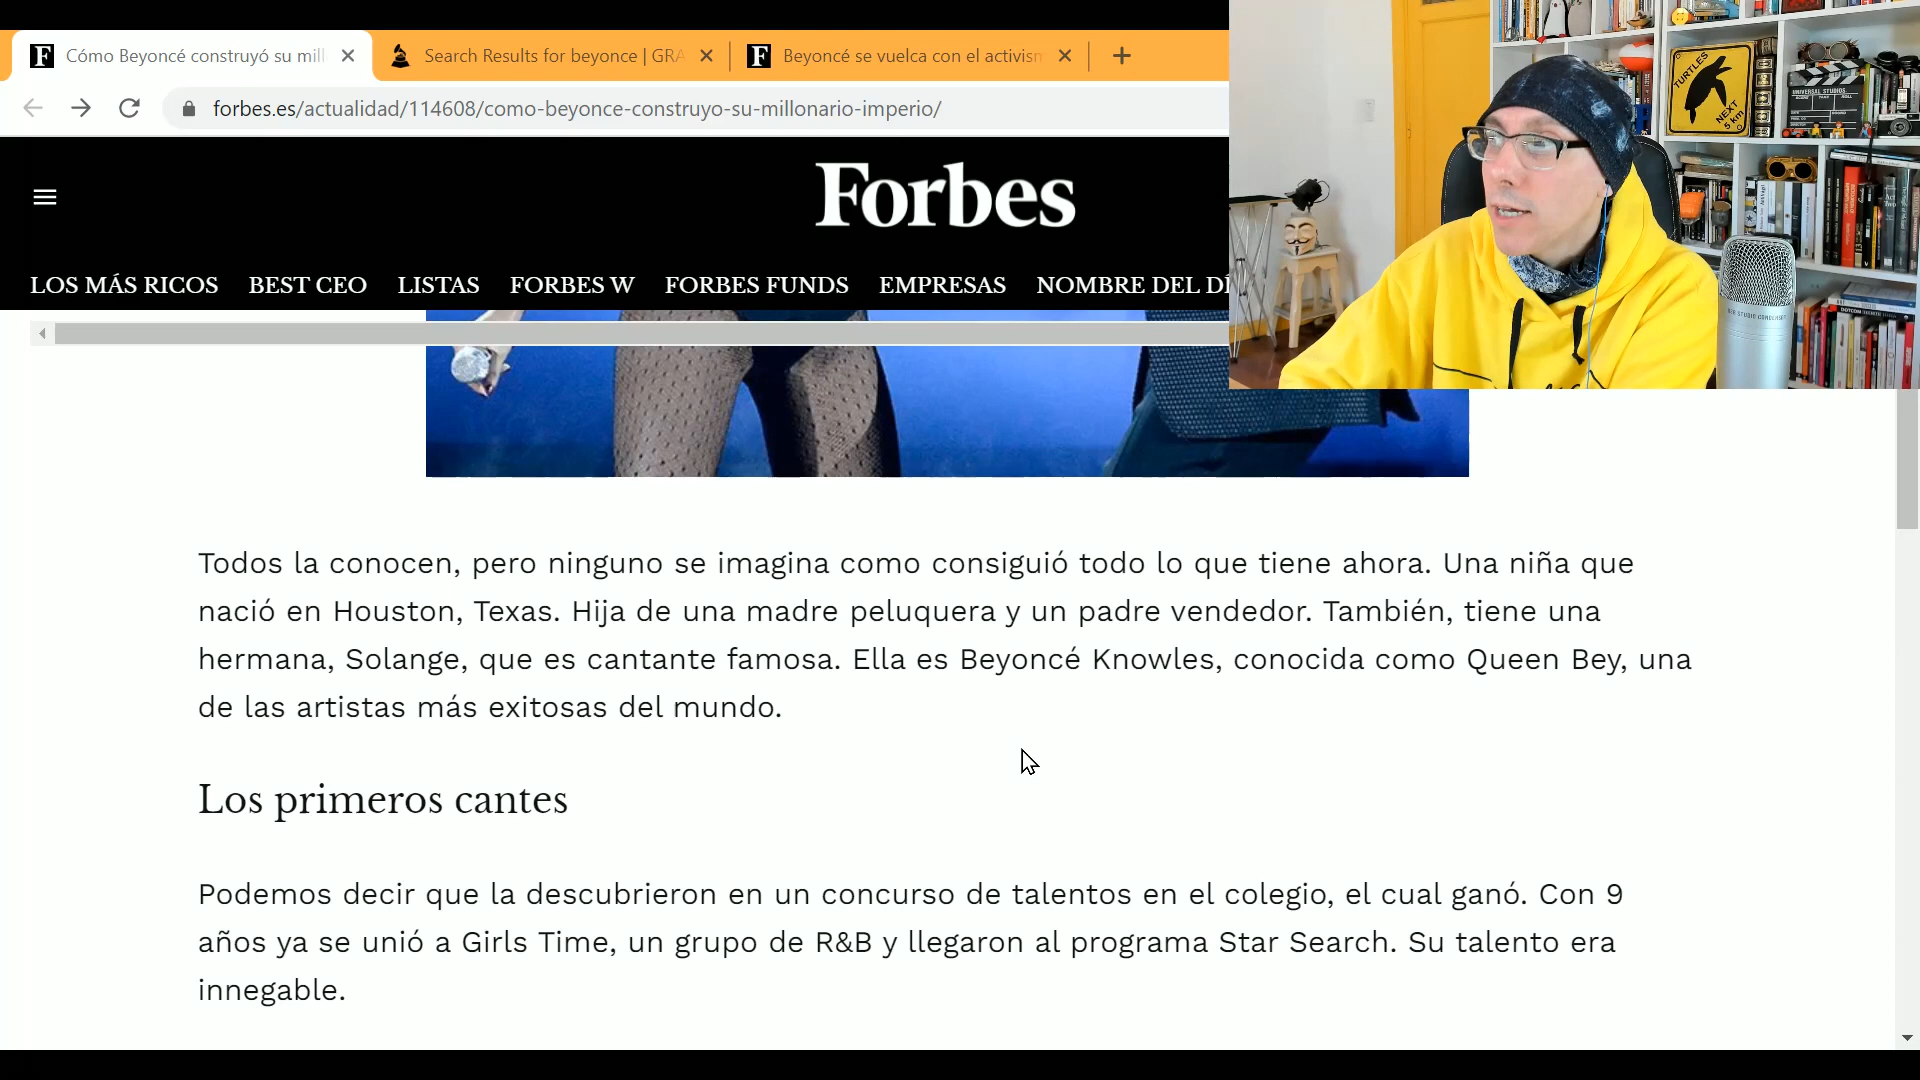 Cómo Beyoncé construyó su mill
Search Results for beyonce | GRA
Beyoncé se vuelca con el activism
forbes.es/actualidad/114608/como-beyonce-construyo-su-millonario-imperio/
Forbes
LOS MÁS RICOS BEST CEO LISTAS FORBES W FORBES FUNDS EMPRESAS NOMBRE DEL DÍ
TURTLES
NEXT
5 km
UNIVERSAL STUDIOS
Todos la conocen, pero ninguno se imagina como consiguió todo lo que tiene ahora. Una niña que
nació en Houston, Texas. Hija de una madre peluquera y un padre vendedor. También, tiene una
hermana, Solange, que es cantante famosa. Ella es Beyoncé Knowles, conocida como Queen Bey, una
de las artistas más exitosas del mundo.
Los primeros cantes
Podemos decir que la descubrieron en un concurso de talentos en el colegio, el cual ganó. Con 9
años ya se unió a Girls Time, un grupo de R&B y llegaron al programa Star Search. Su talento era
innegable.